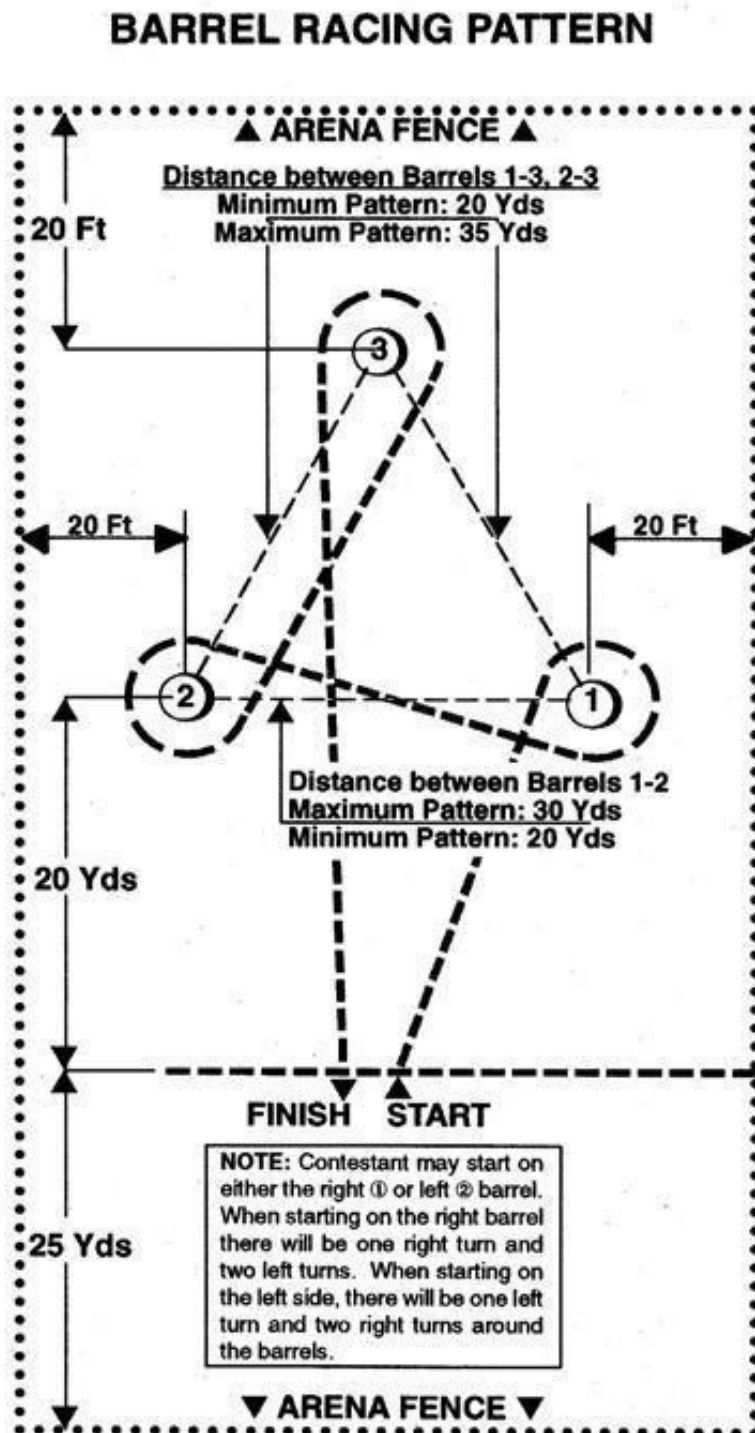 BARREL RACING PATTERN
▲ ARENA FENCE ▲
Distance between Barrels 1-3, 2-3
Minimum Pattern: 20 Yds
Maximum Pattern: 35 Yds
20 Ft
3
20 Ft
20 Ft
2
1
Distance between Barrels 1-2
Maximum Pattern: 30 Yds
Minimum Pattern: 20 Yds
20 Yds
FINISH START
NOTE: Contestant may start on
either the right ① or left ② barrel.
When starting on the right barrel
there will be one right turn and
two left turns. When starting on
the left side, there will be one left
turn and two right turns around
the barrels.
25 Yds
▼ ARENA FENCE ▼